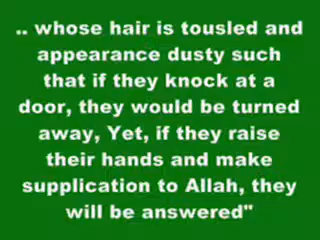 .. whose hair is tousled and
appearance dusty such
that if they knock at a
door, they would be turned
away, Yet, if they raise
their hands and make
supplication to Allah, they
will be answered"